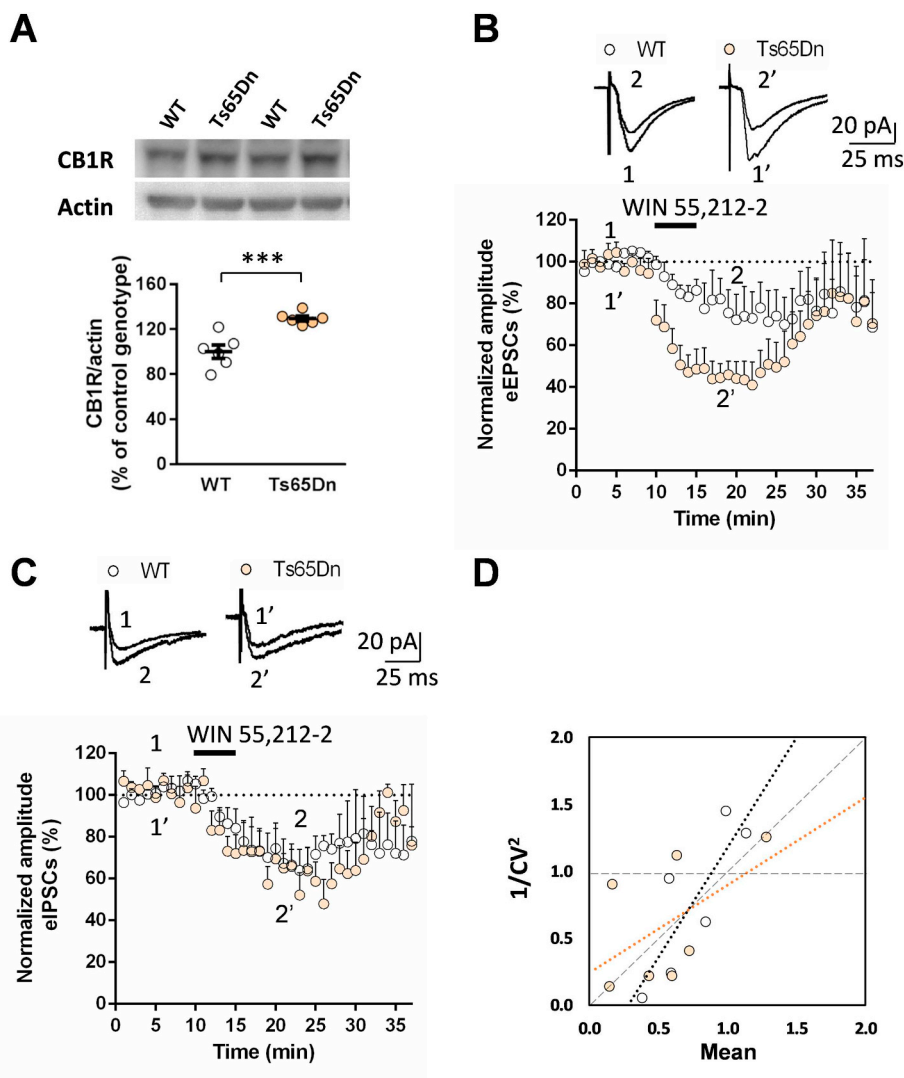 A
WT
Ts65Dn
WT
Ts65Dn
CB1R
Actin
***
160
120
80
40
0
CB1R/actin
(% of control genotype)
WT
Ts65Dn
B
WT
Ts65Dn
2
2’
1
1’
20 pA
25 ms
WIN 55,212-2
1
2
1’
2’
120
100
80
60
40
20
0
Normalized amplitude
eEPSCs (%)
0 5 10 15 20 25 30 35
Time (min)
C
WT
Ts65Dn
1
1’
2
2’
20 pA
25 ms
WIN 55,212-2
1
2
1’
2’
120
100
80
60
40
20
0
Normalized amplitude
eIPSCs (%)
0 5 10 15 20 25 30 35
Time (min)
D
2.0
1.5
1.0
0.5
0.0
1/CV²
0.0 0.5 1.0 1.5 2.0
Mean